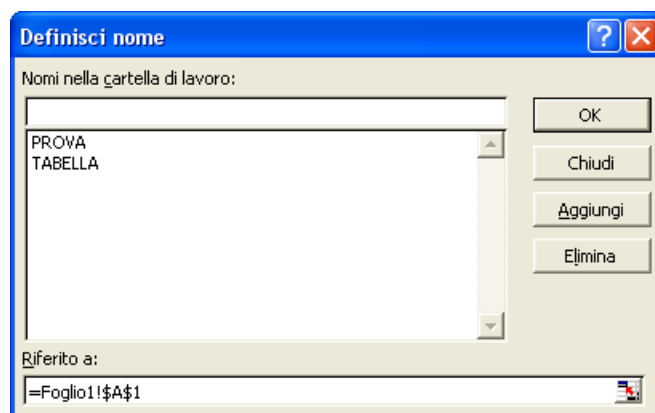 Definisci nome
Nomi nella cartella di lavoro:
OK
PROVA
TABELLA
Chiudi
Aggiungi
Elimina
Riferito a:
=Foglio1!$A$1